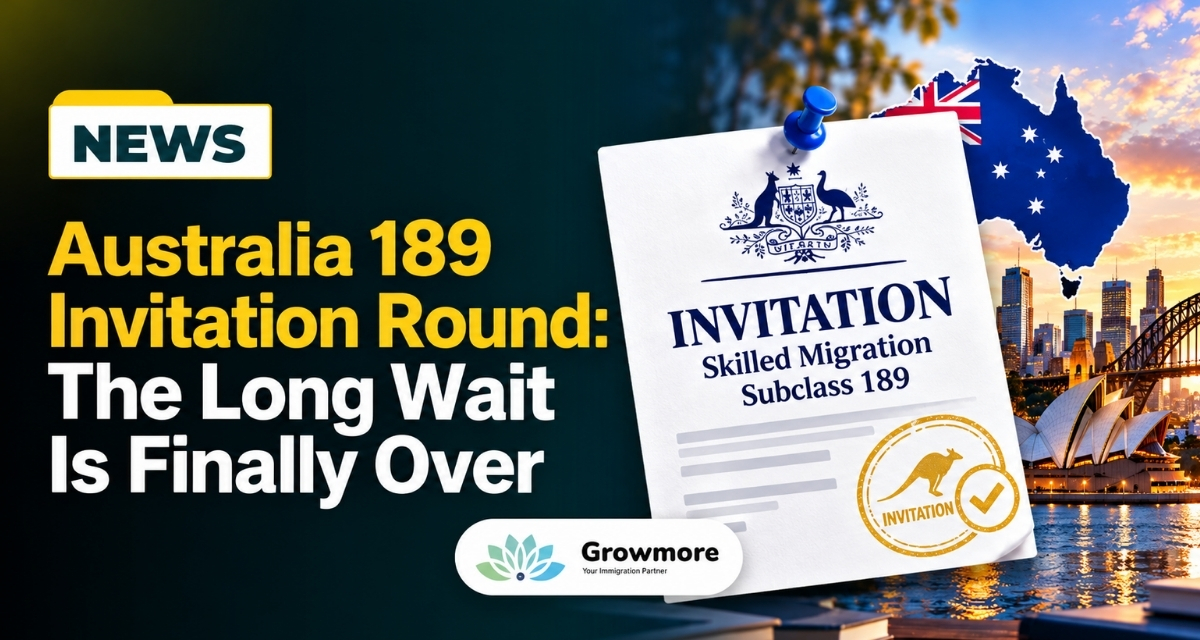 NEWS
Australia 189
Invitation Round:
The Long Wait
Is Finally Over
INVITATION
Skilled Migration
Subclass 189
INVITATION
Growmore
Your Immigration Partner